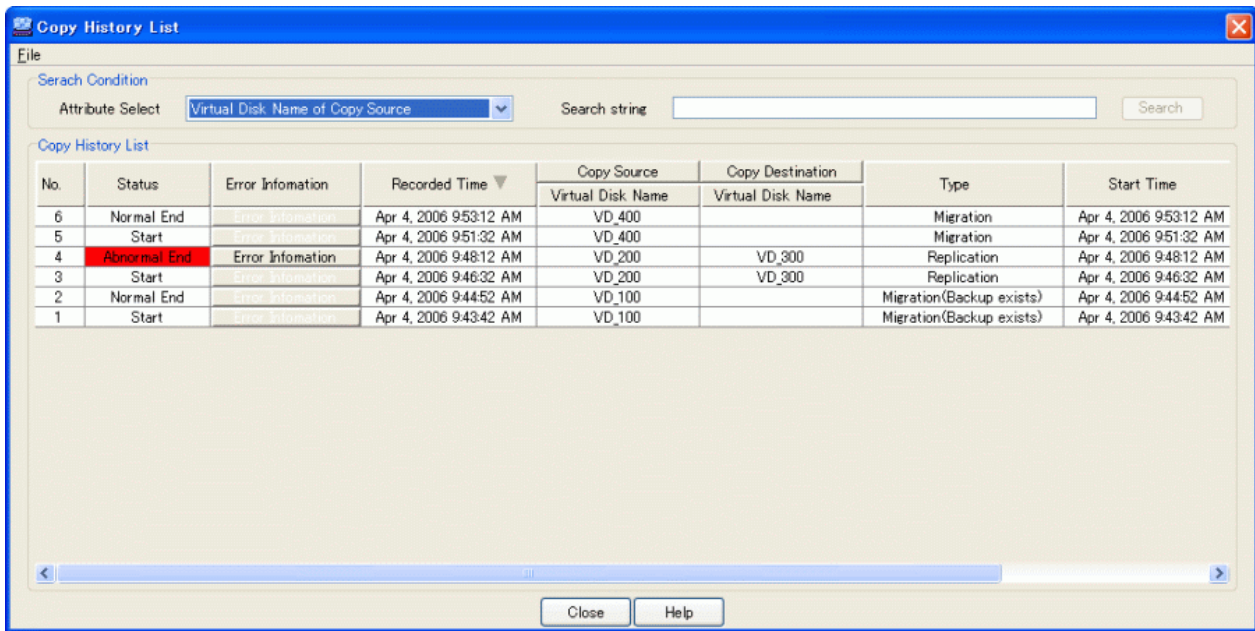 Copy History List
File
Serach Condition
Attribute Select Virtual Disk Name of Copy Source Search string Search
Copy History List
No. Status Error Infomation Recorded Time Copy Source Copy Destination Type Start Time
Virtual Disk Name Virtual Disk Name
6 Normal End Error Infomation Apr 4, 2006 9:53:12 AM VD_400 Migration Apr 4, 2006 9:53:12 AM
5 Start Error Infomation Apr 4, 2006 9:51:32 AM VD_400 Migration Apr 4, 2006 9:51:32 AM
4 Abnormal End Error Infomation Apr 4, 2006 9:48:12 AM VD_200 VD_300 Replication Apr 4, 2006 9:48:12 AM
3 Start Error Infomation Apr 4, 2006 9:46:32 AM VD_200 VD_300 Replication Apr 4, 2006 9:46:32 AM
2 Normal End Error Infomation Apr 4, 2006 9:44:52 AM VD_100 Migration(Backup exists) Apr 4, 2006 9:44:52 AM
1 Start Error Infomation Apr 4, 2006 9:43:42 AM VD_100 Migration(Backup exists) Apr 4, 2006 9:43:42 AM
Close Help